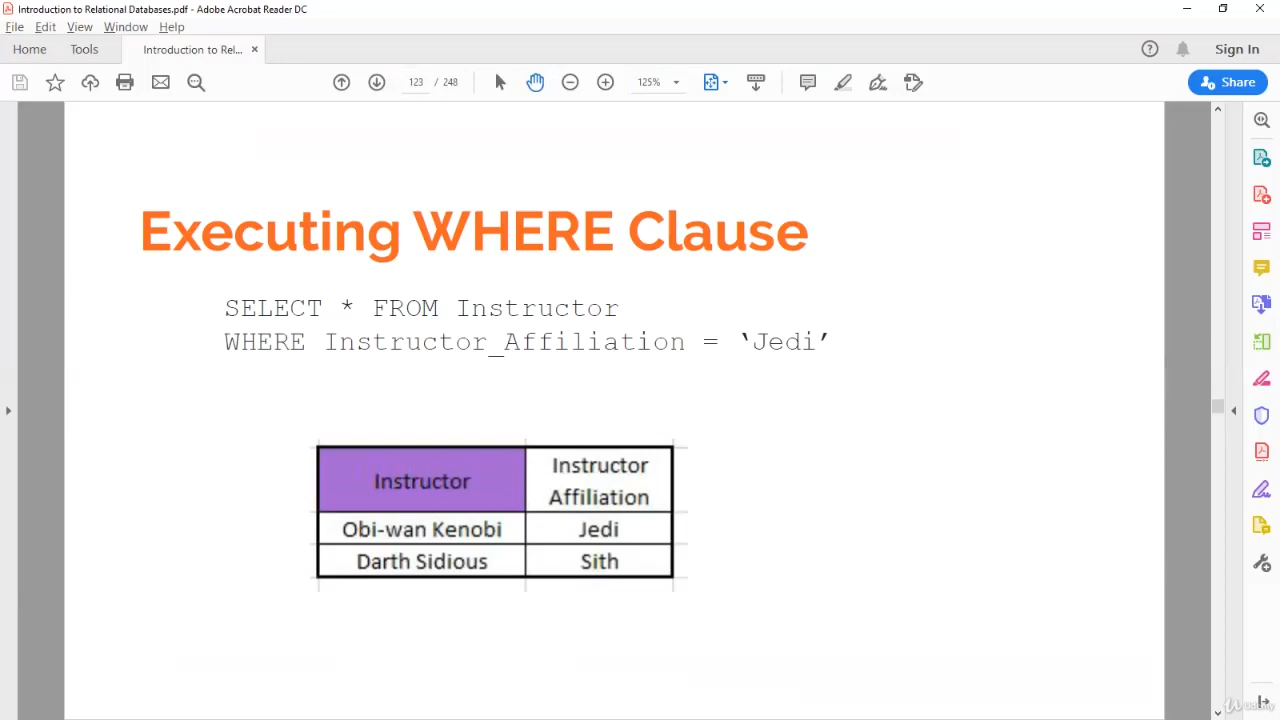 Introduction to Relational Databases.pdf - Adobe Acrobat Reader DC
File Edit View Window Help
Home Tools Introduction to Rel... × Sign In
123 / 248 125% Share
Executing WHERE Clause
SELECT * FROM Instructor
WHERE Instructor_Affiliation = ‘Jedi’
Instructor Instructor
Affiliation
Obi-wan Kenobi Jedi
Darth Sidious Sith
Udemy